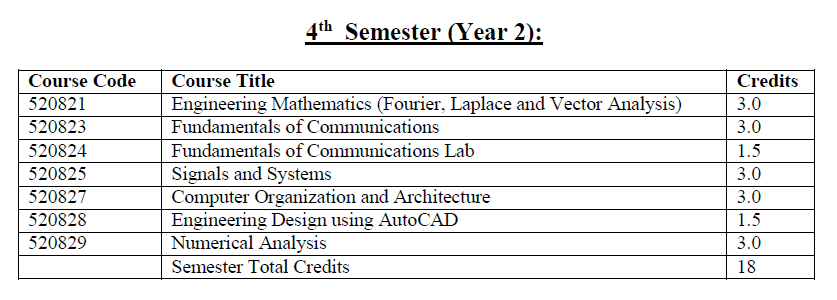 4th Semester (Year 2):
Course Code Course Title Credits
520821 Engineering Mathematics (Fourier, Laplace and Vector Analysis) 3.0
520823 Fundamentals of Communications 3.0
520824 Fundamentals of Communications Lab 1.5
520825 Signals and Systems 3.0
520827 Computer Organization and Architecture 3.0
520828 Engineering Design using AutoCAD 1.5
520829 Numerical Analysis 3.0
Semester Total Credits 18